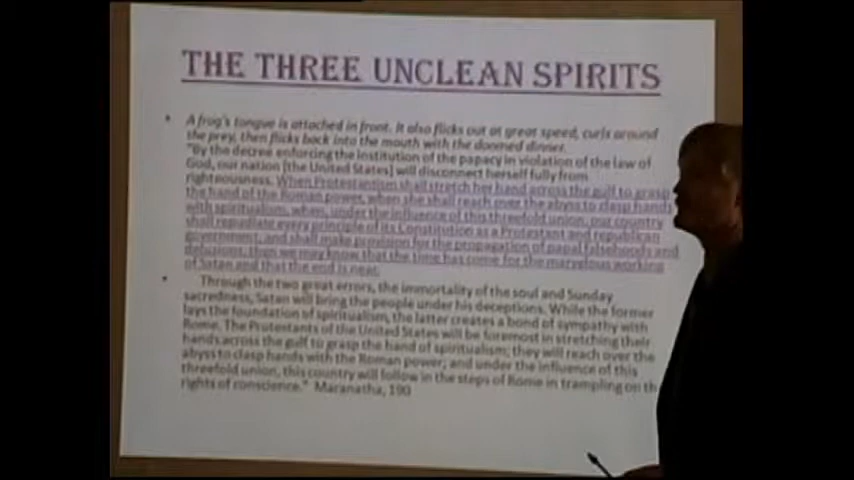 THE THREE UNCLEAN SPIRITS
• A frog's tongue is attached in front. It also flicks out at great speed, curls around
the prey, then flicks back into the mouth with the doomed dinner.
"By the decree enforcing the institution of the papacy in violation of the law of
God, our nation [the United States] will disconnect herself fully from
righteousness. When Protestantism shall stretch her hand across the gulf to grasp
the hand of the Roman power, when she shall reach over the abyss to clasp hands
with spiritualism, when, under the influence of this threefold union, our country
shall repudiate every principle of its Constitution as a Protestant and republican
government, and shall make provision for the propagation of papal falsehoods and
delusions, then we may know that the time has come for the marvelous working
of Satan and that the end is near.
• Through the two great errors, the immortality of the soul and Sunday
sacredness, Satan will bring the people under his deceptions. While the former
lays the foundation of spiritualism, the latter creates a bond of sympathy with
Rome. The Protestants of the United States will be foremost in stretching their
hands across the gulf to grasp the hand of spiritualism; they will reach over the
abyss to clasp hands with the Roman power; and under the influence of this
threefold union, this country will follow in the steps of Rome in trampling on th
rights of conscience." Maranatha, 190